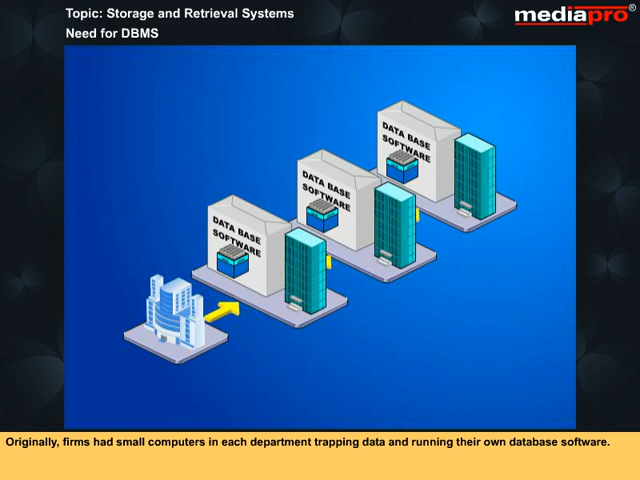 Topic: Storage and Retrieval Systems
Need for DBMS
mediapro®
DATA BASE
SOFTWARE
DATA BASE
SOFTWARE
DATA BASE
SOFTWARE
Originally, firms had small computers in each department trapping data and running their own database software.